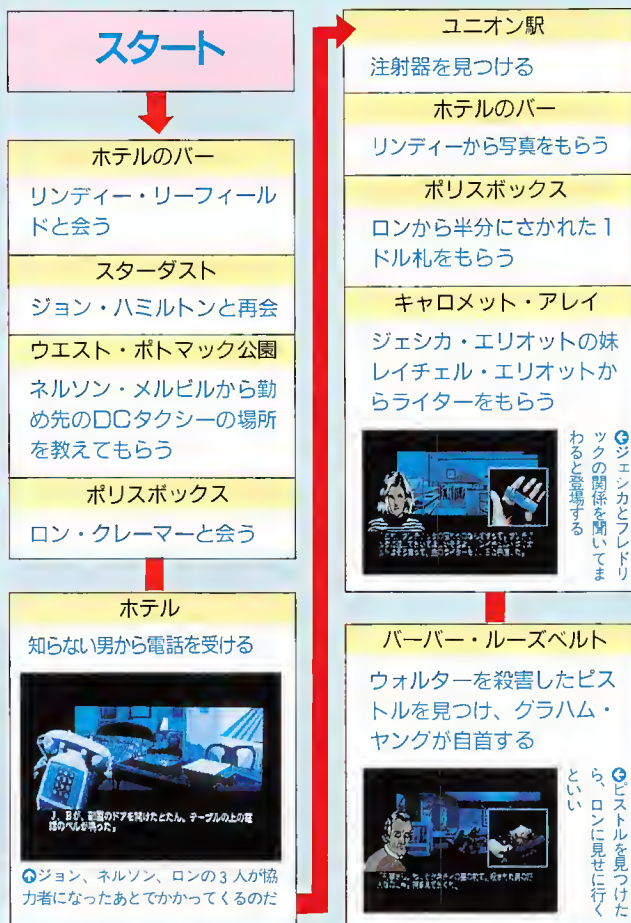 スタート
ホテルのバー
リンディー・リーフィール
ドと会う
スターダスト
ジョン・ハミルトンと再会
ウエスト・ポトマック公園
ネルソン・メルビルから勤
め先のDCタクシーの場所
を教えてもらう
ポリスボックス
ロン・クレーマーと会う
ホテル
知らない男から電話を受ける
J.Bが、部屋のドアを開けたとたん、テーブルの上の電
話のベルが鳴った」
ジョン、ネルソン、ロンの3人が協
力者になったあとでかかってくるのだ
ユニオン駅
注射器を見つける
ホテルのバー
リンディーから写真をもらう
ポリスボックス
ロンから半分にさかれた1
ドル札をもらう
キャロメット・アレイ
ジェシカ・エリオットの妹
レイチェル・エリオットか
らライターをもらう
ジェシカとフレドリ
ックの関係を聞いてま
わると登場する
バーバー・ルーズベルト
ウォルターを殺害したピス
トルを見つけ、グラハム・
ヤングが自首する
ピストルを見つけた
ら、ロンに見せに行く
といい